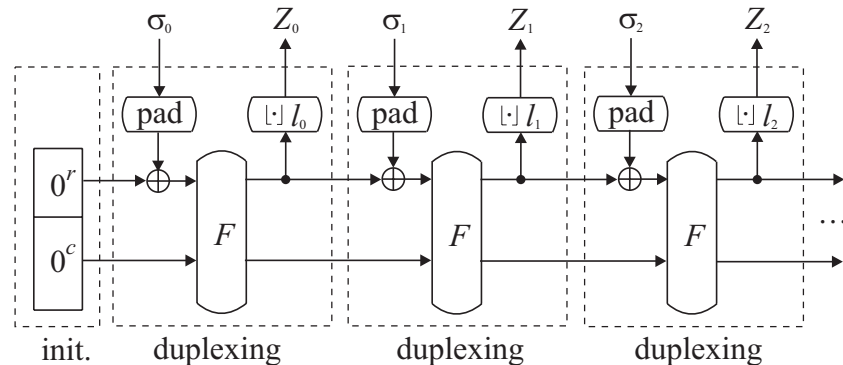 σ₀ Z₀ σ₁ Z₁ σ₂ Z₂
pad ⌊·⌋ l₀ pad ⌊·⌋ l₁ pad ⌊·⌋ l₂
0ʳ
F F F
0ᶜ
...
init. duplexing duplexing duplexing